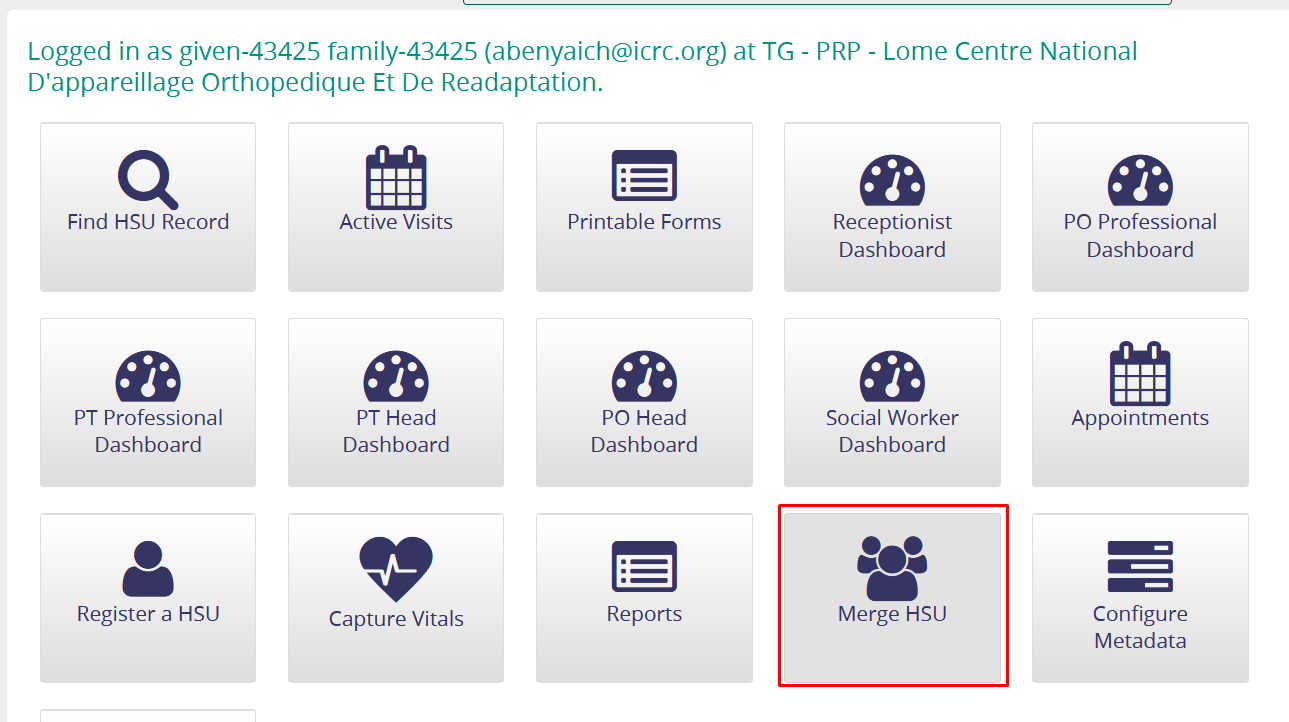 Logged in as given-43425 family-43425 (abenyaich@icrc.org) at TG - PRP - Lome Centre National
D'appareillage Orthopedique Et De Readaptation.
Find HSU Record
Active Visits
Printable Forms
Receptionist
Dashboard
PO Professional
Dashboard
PT Professional
Dashboard
PT Head
Dashboard
PO Head
Dashboard
Social Worker
Dashboard
Appointments
Register a HSU
Capture Vitals
Reports
Merge HSU
Configure
Metadata